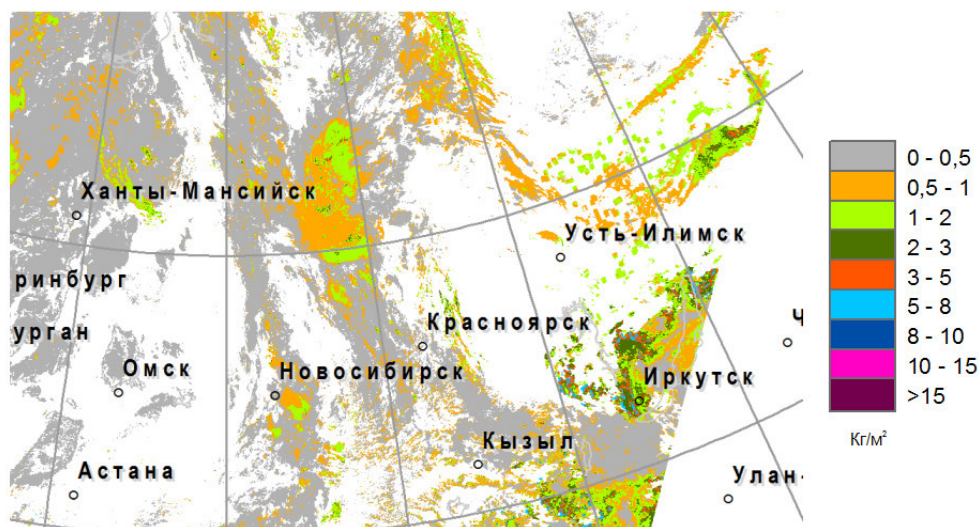 Ханты-Мансийск
Усть-Илимск
ринбург
урган
Красноярск
Ч
Омск
Новосибирск
Иркутск
Кызыл
Астана
Улан-
0 - 0,5
0,5 - 1
1 - 2
2 - 3
3 - 5
5 - 8
8 - 10
10 - 15
>15
Кг/м²